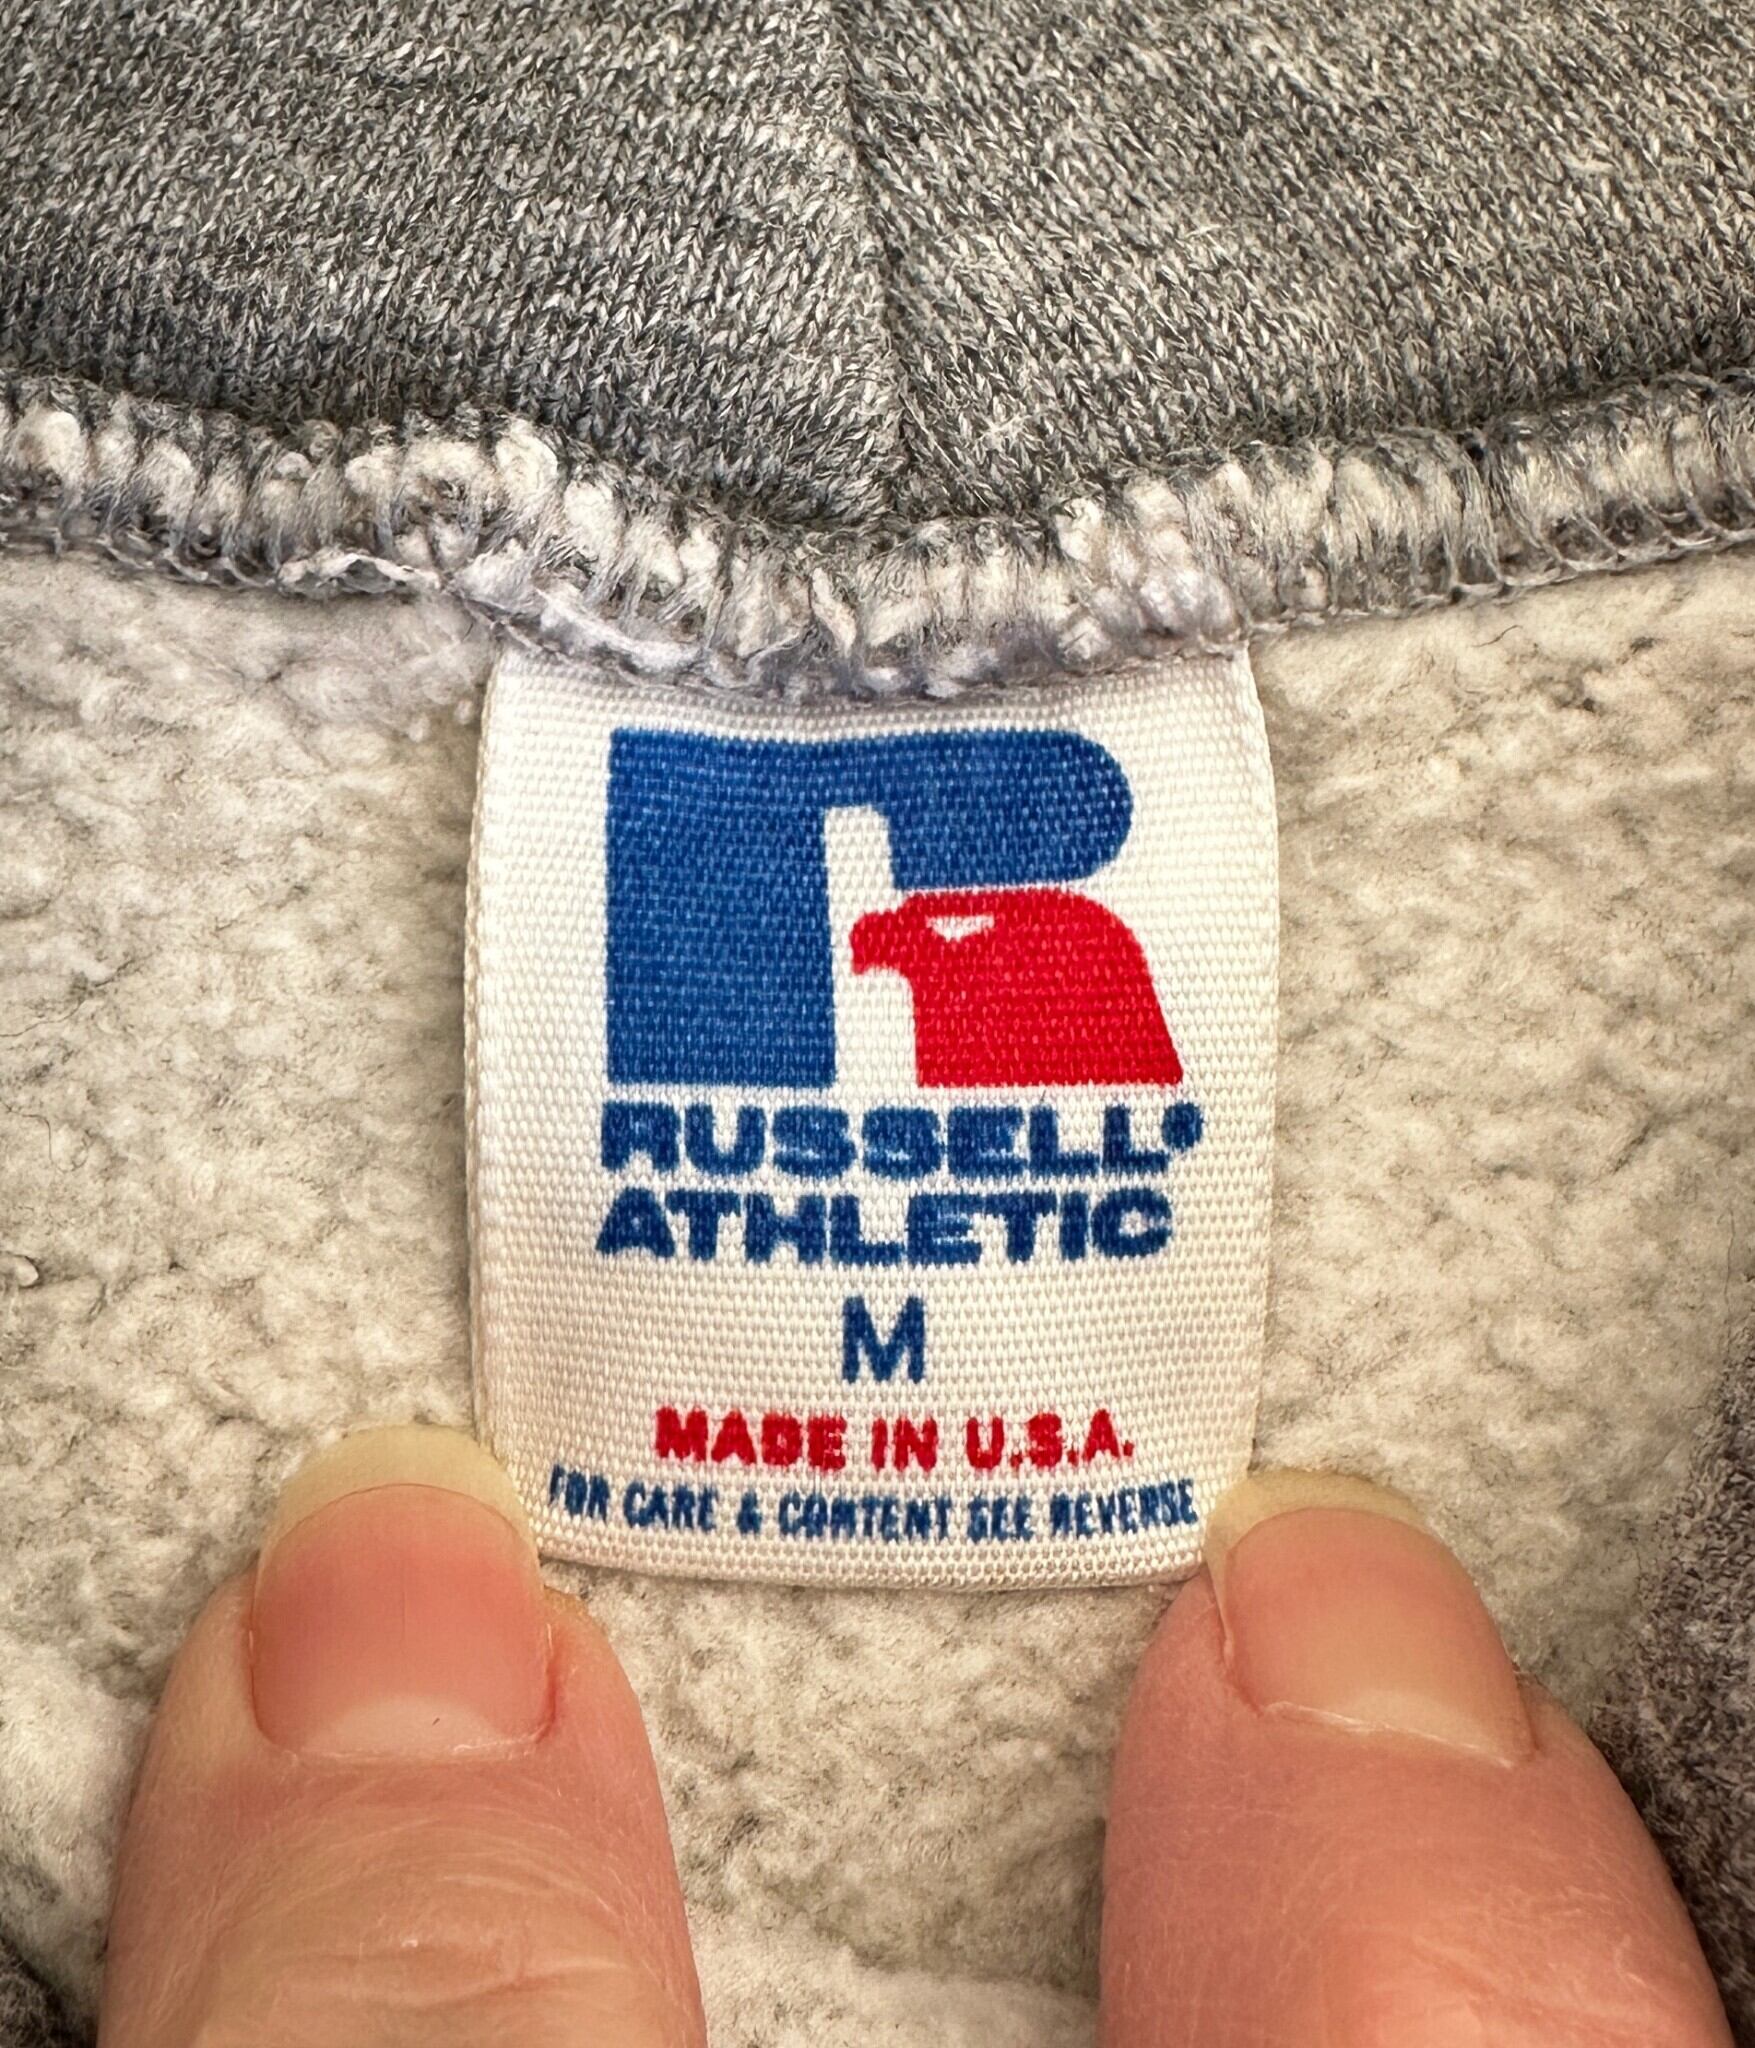 RUSSELL®
ATHLETIC
M
MADE IN U.S.A.
FOR CARE & CONTENT SEE REVERSE